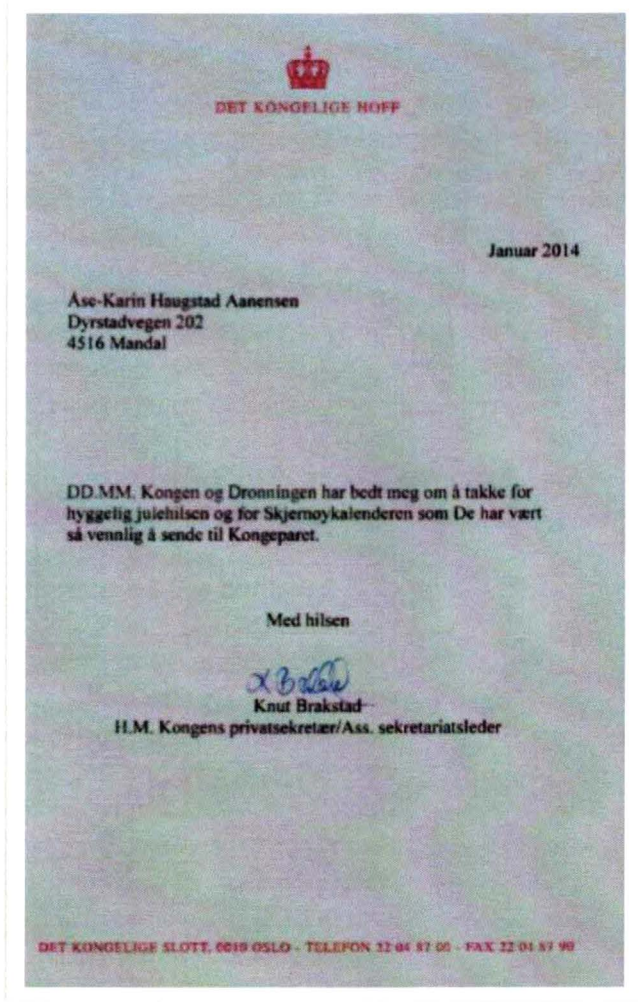 DET KONGELIGE HOFF
Januar 2014
Åse-Karin Haugstad Aanensen
Dyrstadvegen 202
4516 Mandal
DD.MM. Kongen og Dronningen har bedt meg om å takke for
hyggelig julehilsen og for Skjernøykalenderen som De har vært
så vennlig å sende til Kongeparet.
Med hilsen
Knut Brakstad
H.M. Kongens privatsekretær/Ass. sekretariatsleder
DET KONGELIGE SLOTT, 0010 OSLO - TELEFON 22 04 87 00 - FAX 22 04 87 90